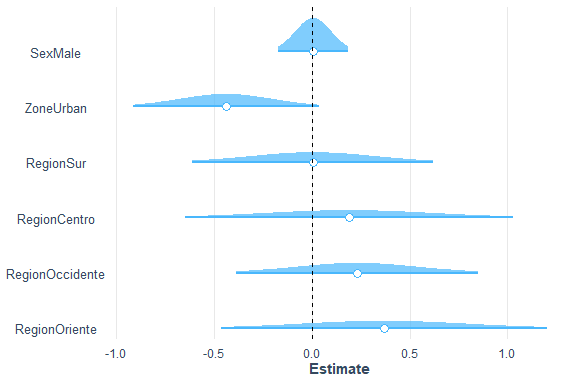 SexMale
ZoneUrban
RegionSur
RegionCentro
RegionOccidente
RegionOriente
-1.0 -0.5 0.0 0.5 1.0
Estimate